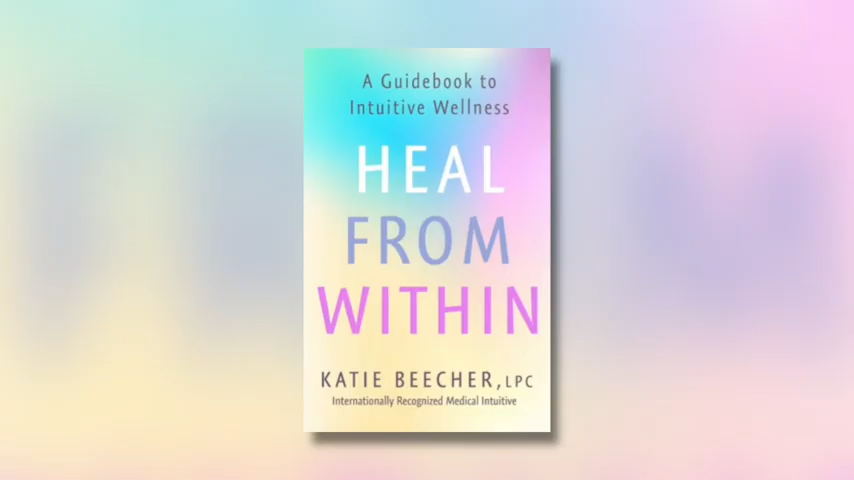 A Guidebook to
Intuitive Wellness
HEAL
FROM
WITHIN
KATIE BEECHER, LPC
Internationally Recognized Medical Intuitive